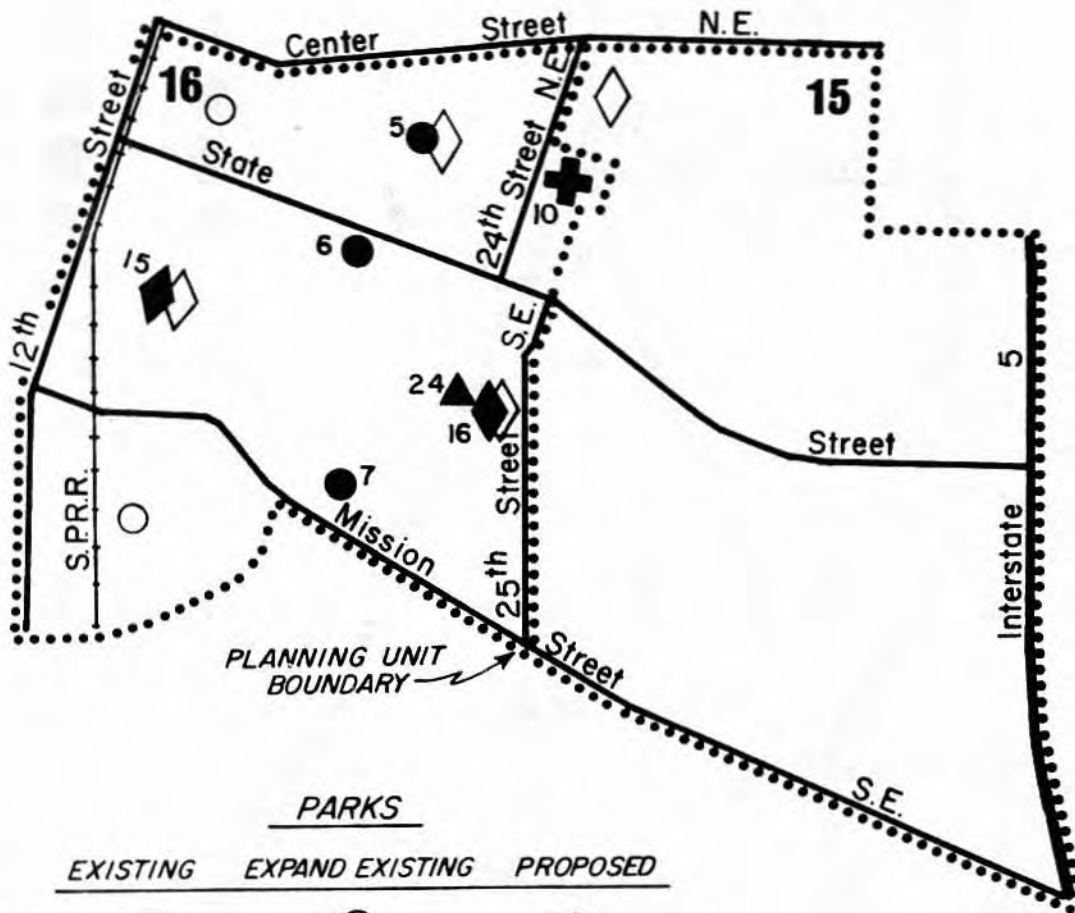 Center Street N.E.
16
15
5
24th Street N.E.
State
12th Street
10
6
15
S.E.
5
24
16
Street
Street
7
S.P.R.R.
Mission
25th
Interstate
PLANNING UNIT
BOUNDARY
Street
S.E.
PARKS
EXISTING EXPAND EXISTING PROPOSED